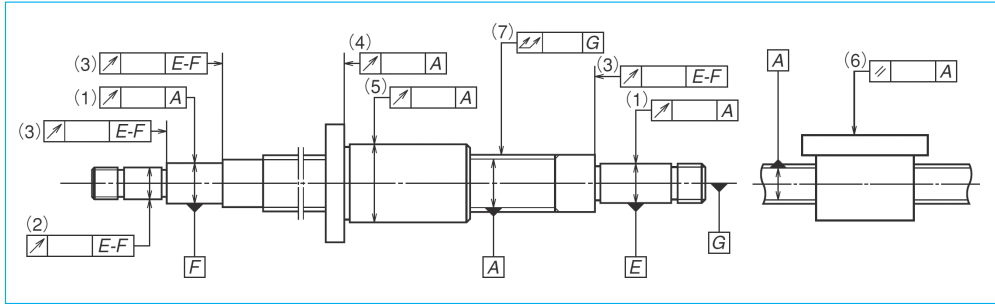 (7) G
(4) A
(3) E-F
(6) A
A
(3) E-F
(5) A
(1) A
(1) A
(3) E-F
(2) E-F
G
F
A
E